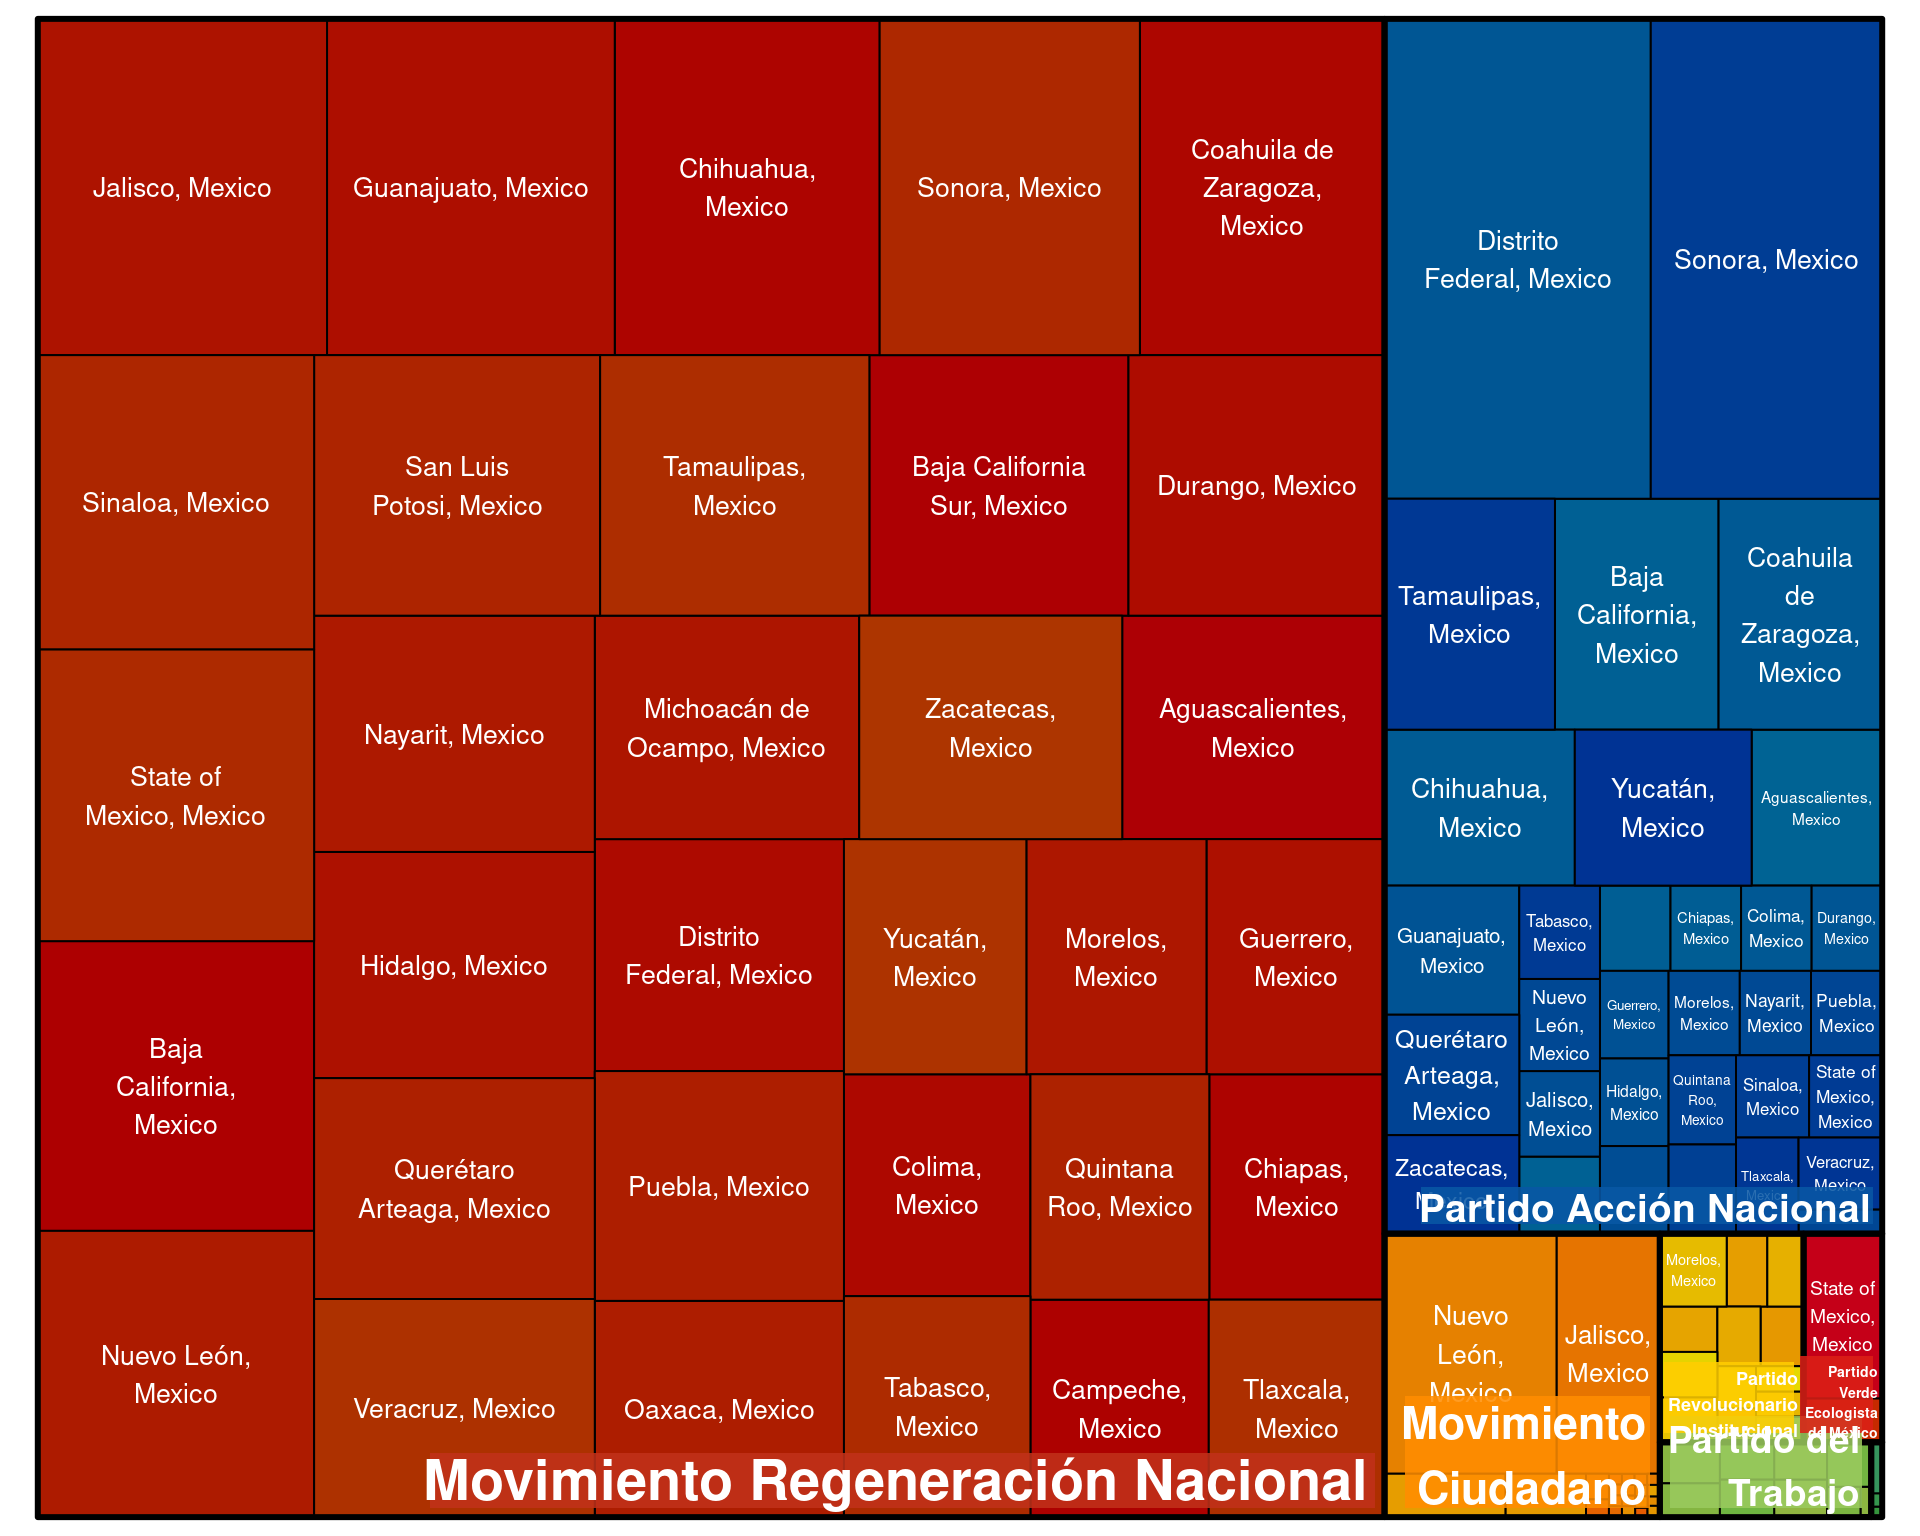 Jalisco, Mexico
Guanajuato, Mexico
Chihuahua,
Mexico
Sonora, Mexico
Coahuila de
Zaragoza,
Mexico
Sinaloa, Mexico
San Luis
Potosi, Mexico
Tamaulipas,
Mexico
Baja California
Sur, Mexico
Durango, Mexico
State of
Mexico, Mexico
Nayarit, Mexico
Michoacán de
Ocampo, Mexico
Zacatecas,
Mexico
Aguascalientes,
Mexico
Baja
California,
Mexico
Hidalgo, Mexico
Distrito
Federal, Mexico
Yucatán,
Mexico
Morelos,
Mexico
Guerrero,
Mexico
Querétaro
Arteaga, Mexico
Puebla, Mexico
Colima,
Mexico
Quintana
Roo, Mexico
Chiapas,
Mexico
Nuevo León,
Mexico
Veracruz, Mexico
Oaxaca, Mexico
Tabasco,
Mexico
Campeche,
Mexico
Tlaxcala,
Mexico
Movimiento Regeneración Nacional
Distrito
Federal, Mexico
Sonora, Mexico
Tamaulipas,
Mexico
Baja
California,
Mexico
Coahuila
de
Zaragoza,
Mexico
Chihuahua,
Mexico
Yucatán,
Mexico
Aguascalientes,
Mexico
Guanajuato,
Mexico
Tabasco,
Mexico
Chiapas,
Mexico
Colima,
Mexico
Durango,
Mexico
Querétaro
Arteaga,
Mexico
Nuevo
León,
Mexico
Guerrero,
Mexico
Morelos,
Mexico
Nayarit,
Mexico
Puebla,
Mexico
Jalisco,
Mexico
Hidalgo,
Mexico
Quintana
Roo,
Mexico
Sinaloa,
Mexico
State of
Mexico,
Mexico
Zacatecas,
Mexico
Tlaxcala,
Mexico
Veracruz,
Mexico
Partido Acción Nacional
Nuevo
León,
Mexico
Jalisco,
Mexico
Movimiento
Ciudadano
Morelos,
Mexico
Partido
Revolucionario
Institucional
State of
Mexico,
Mexico
Partido
Verde
Ecologista
de México
Partido del
Trabajo